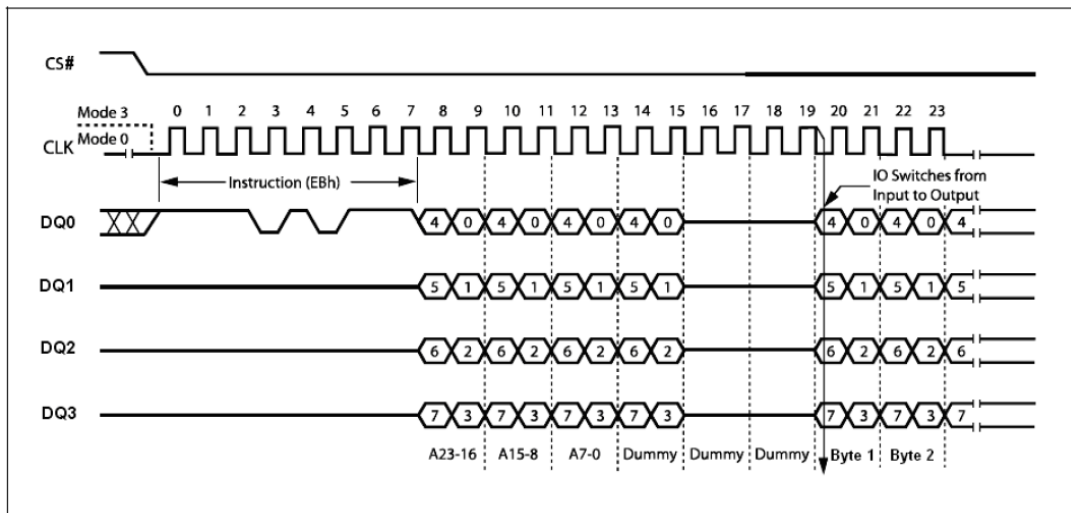 CS#
Mode 3
0 1 2 3 4 5 6 7 8 9 10 11 12 13 14 15 16 17 18 19 20 21 22 23
Mode 0
CLK
Instruction (EBh)
IO Switches from
Input to Output
DQ0 4 0 4 0 4 0 4 0 4 0 4 0 4
DQ1 5 1 5 1 5 1 5 1 5 1 5 1 5
DQ2 6 2 6 2 6 2 6 2 6 2 6 2 6
DQ3 7 3 7 3 7 3 7 3 7 3 7 3 7
A23-16 A15-8 A7-0 Dummy Dummy Dummy Byte 1 Byte 2